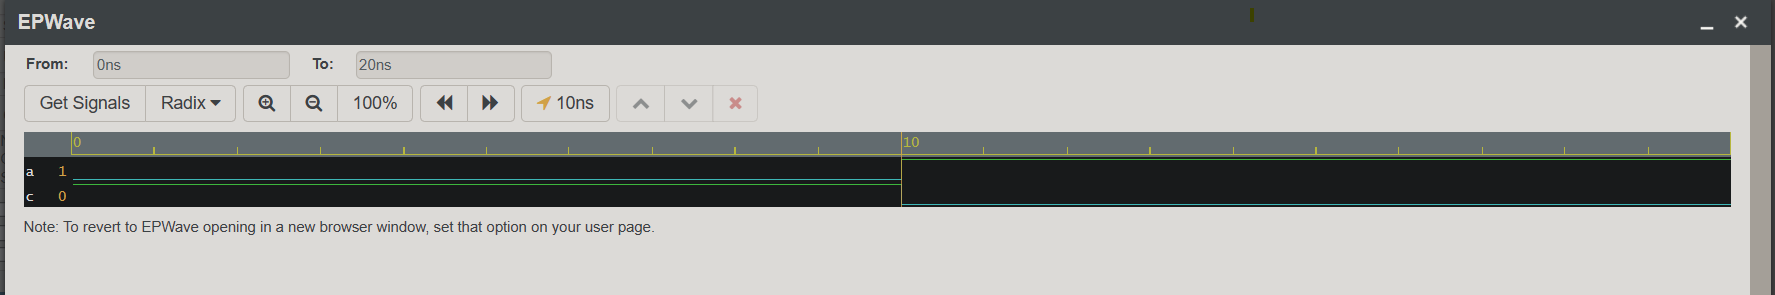 EPWave
From: 0ns To: 20ns
Get Signals Radix 100% 10ns
0 10
a 1
c 0
Note: To revert to EPWave opening in a new browser window, set that option on your user page.